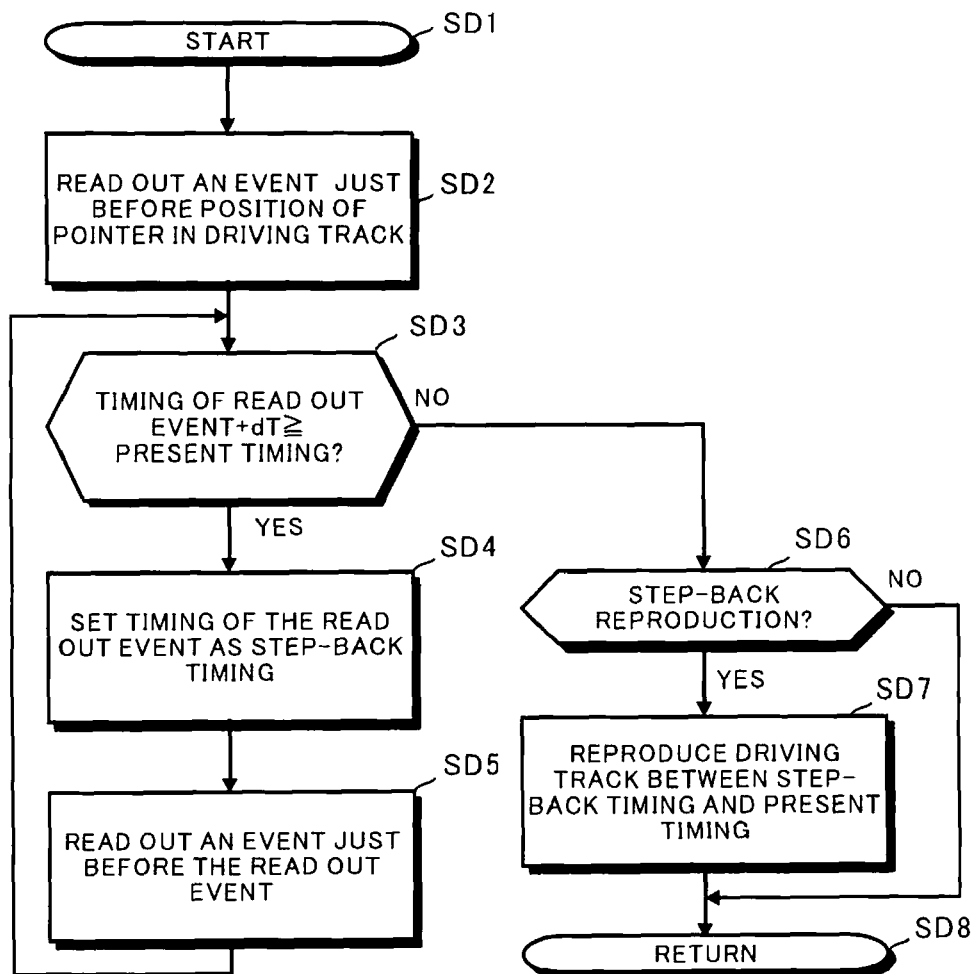 START
SD1
READ OUT AN EVENT JUST
BEFORE POSITION OF
POINTER IN DRIVING TRACK
SD2
SD3
TIMING OF READ OUT
EVENT+dT≧
PRESENT TIMING?
NO
YES
SD4
SET TIMING OF THE READ
OUT EVENT AS STEP-BACK
TIMING
SD5
READ OUT AN EVENT JUST
BEFORE THE READ OUT
EVENT
SD6
STEP-BACK
REPRODUCTION?
NO
YES
SD7
REPRODUCE DRIVING
TRACK BETWEEN STEP-
BACK TIMING AND PRESENT
TIMING
RETURN
SD8